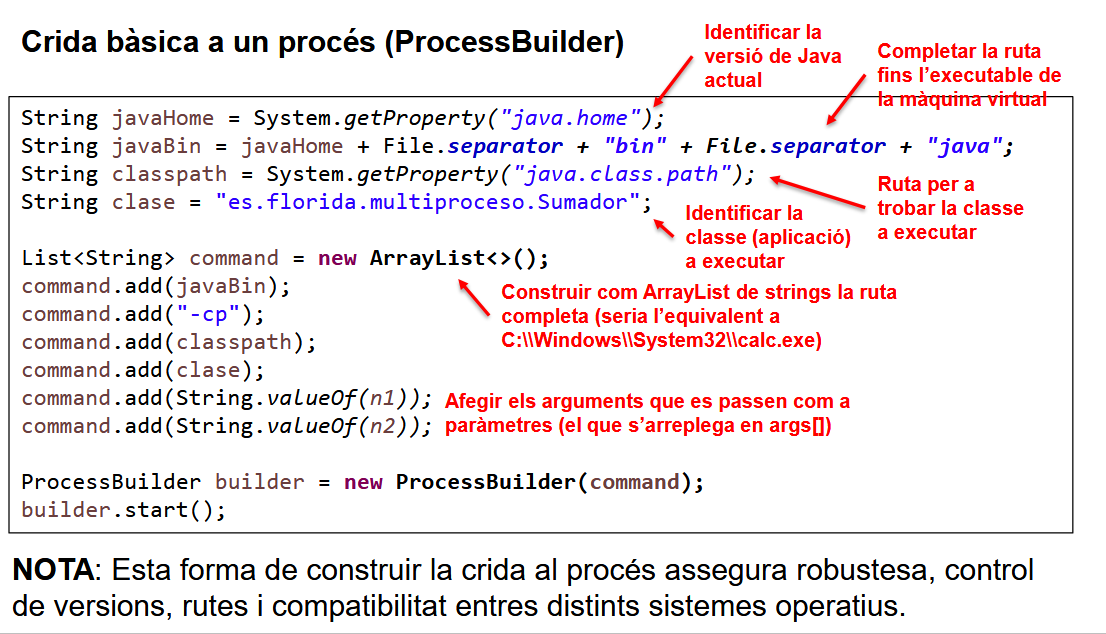 Crida bàsica a un procés (ProcessBuilder)
Identificar la
versió de Java
actual
Completar la ruta
fins l’executable de
la màquina virtual
String javaHome = System.getProperty("java.home");
String javaBin = javaHome + File.separator + "bin" + File.separator + "java";
String classpath = System.getProperty("java.class.path");
String clase = "es.florida.multiproceso.Sumador";
Ruta per a
trobar la classe
a executar
Identificar la
classe (aplicació)
a executar
List<String> command = new ArrayList<>();
command.add(javaBin);
command.add("-cp");
command.add(classpath);
command.add(clase);
command.add(String.valueOf(n1));
command.add(String.valueOf(n2));
Construir com ArrayList de strings la ruta
completa (seria l’equivalent a
C:\\Windows\\System32\\calc.exe)
Afegir els arguments que es passen com a
paràmetres (el que s’arreplega en args[])
ProcessBuilder builder = new ProcessBuilder(command);
builder.start();
NOTA: Esta forma de construir la crida al procés assegura robustesa, control
de versions, rutes i compatibilitat entres distints sistemes operatius.